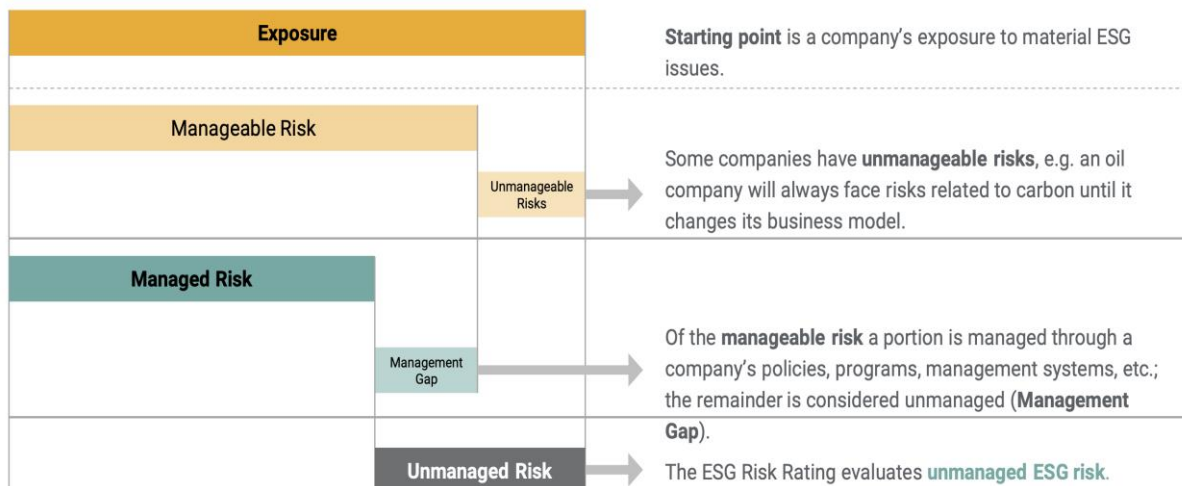 Exposure
Starting point is a company's exposure to material ESG
issues.
Manageable Risk
Unmanageable
Risks
Some companies have unmanageable risks, e.g. an oil
company will always face risks related to carbon until it
changes its business model.
Managed Risk
Management
Gap
Of the manageable risk a portion is managed through a
company's policies, programs, management systems, etc.;
the remainder is considered unmanaged (Management
Gap).
Unmanaged Risk
The ESG Risk Rating evaluates unmanaged ESG risk.